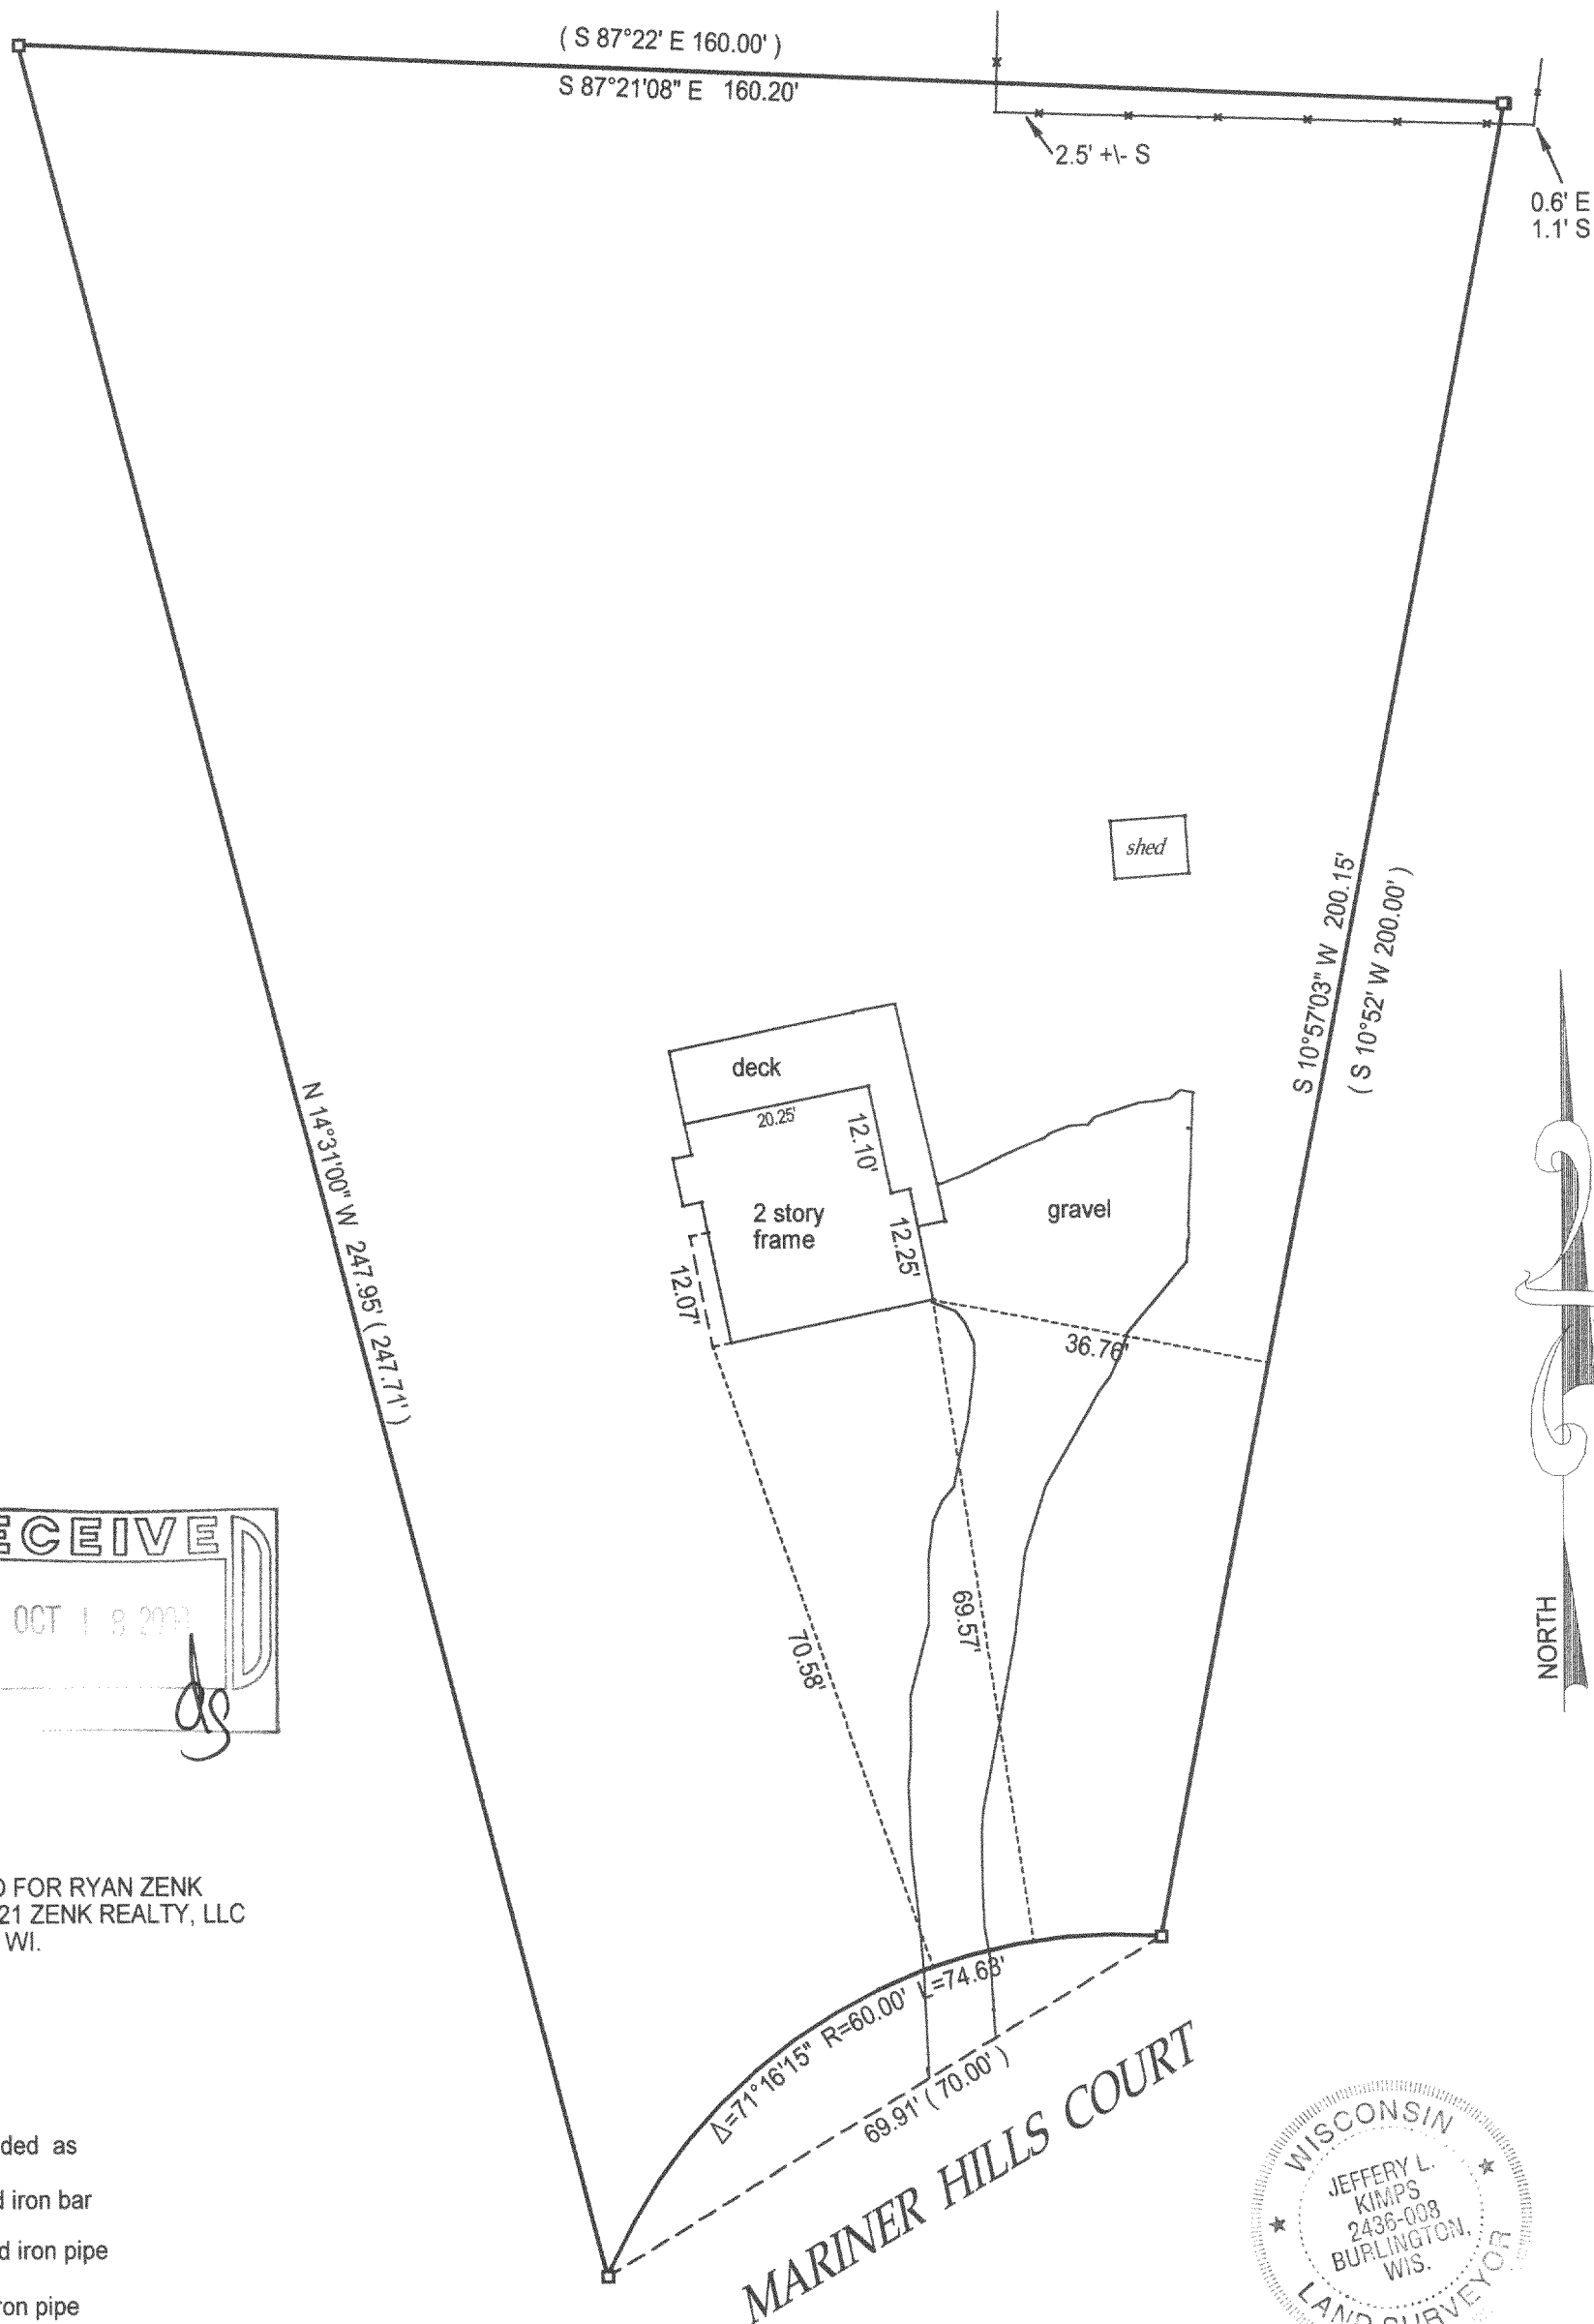 ( S 87°22' E 160.00' )
S 87°21'08" E 160.20'
2.5' +\- S
0.6' E
1.1' S
shed
S 10°57'03" W 200.15'
( S 10°52' W 200.00' )
deck
20.25'
12.10'
N 14°31'00" W 247.95' ( 247.71' )
2 story
frame
12.25'
gravel
12.07'
36.76'
ECEIVED
OCT 18
ds
70.58'
69.57'
NORTH
D FOR RYAN ZENK
21 ZENK REALTY, LLC
WI.
Δ=71°16'15" R=60.00' L=74.63'
69.91' ( 70.00' )
MARINER HILLS COURT
ded as
d iron bar
d iron pipe
ron pipe
WISCONSIN
JEFFERY L.
KIMPS
2436-008
BURLINGTON,
WIS.
LAND SURVEYOR